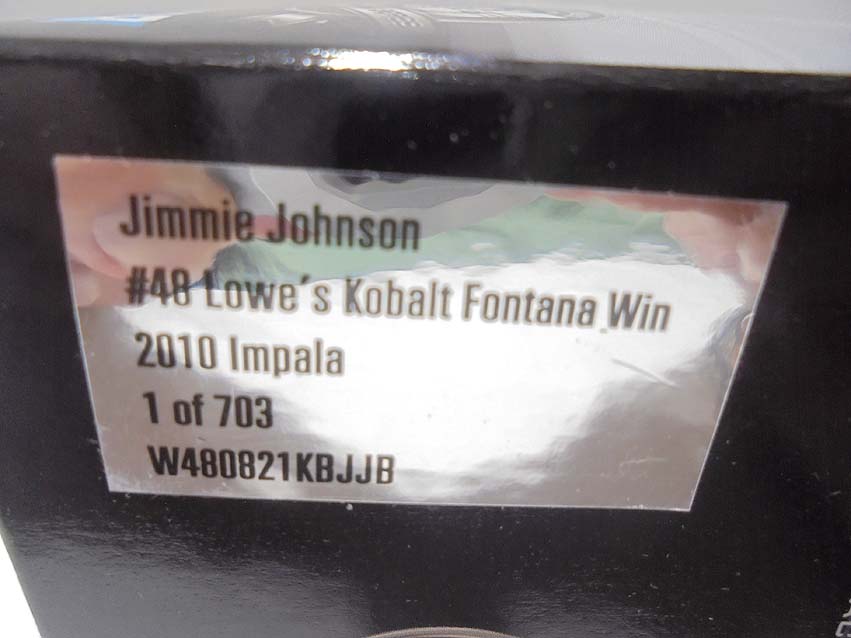 Jimmie Johnson
#48 Lowe's Kobalt Fontana Win
2010 Impala
1 of 703
W480821KBJJB